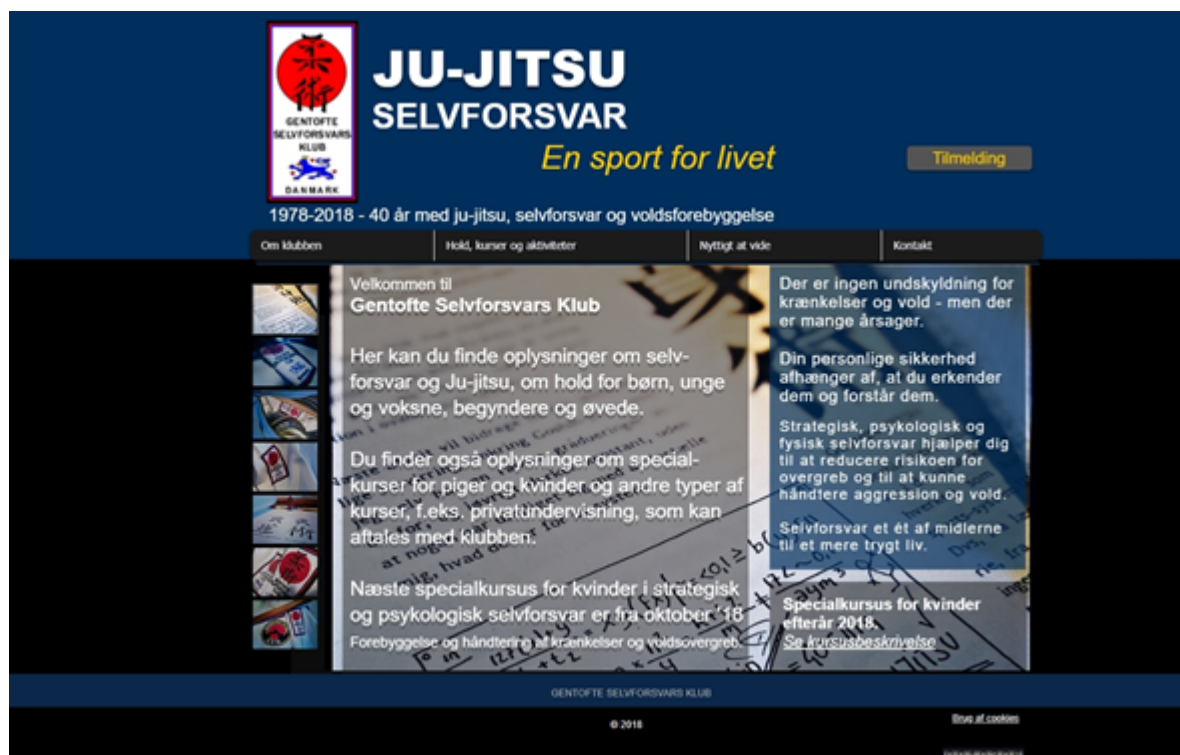 柔
術
GENTOFTE
SELVFORSVARS
KLUB
DANMARK
JU-JITSU
SELVFORSVAR
En sport for livet
Tilmelding
1978-2018 - 40 år med ju-jitsu, selvforsvar og voldsforebyggelse
Om klubben
Hold, kurser og aktiviteter
Nyttigt at vide
Kontakt
Velkommen til
Gentofte Selvforsvars Klub
Her kan du finde oplysninger om selv-
forsvar og Ju-jitsu, om hold for børn, unge
og voksne, begyndere og øvede.
Du finder også oplysninger om special-
kurser for piger og kvinder og andre typer af
kurser, f.eks. privatundervisning, som kan
aftales med klubben.
Næste specialkursus for kvinder i strategisk
og psykologisk selvforsvar er fra oktober '18
Forebyggelse og håndtering af krænkelser og voldsovergreb.
Der er ingen undskyldning for
krænkelser og vold - men der
er mange årsager.
Din personlige sikkerhed
afhænger af, at du erkender
dem og forstår dem.
Strategisk, psykologisk og
fysisk selvforsvar hjælper dig
til at reducere risikoen for
overgreb og til at kunne
håndtere aggression og vold.
Selvforsvar et ét af midlerne
til et mere trygt liv.
Specialkursus for kvinder
efterår 2018.
Se kursusbeskrivelse
GENTOFTE SELVFORSVARS KLUB
© 2018
Brug af cookies